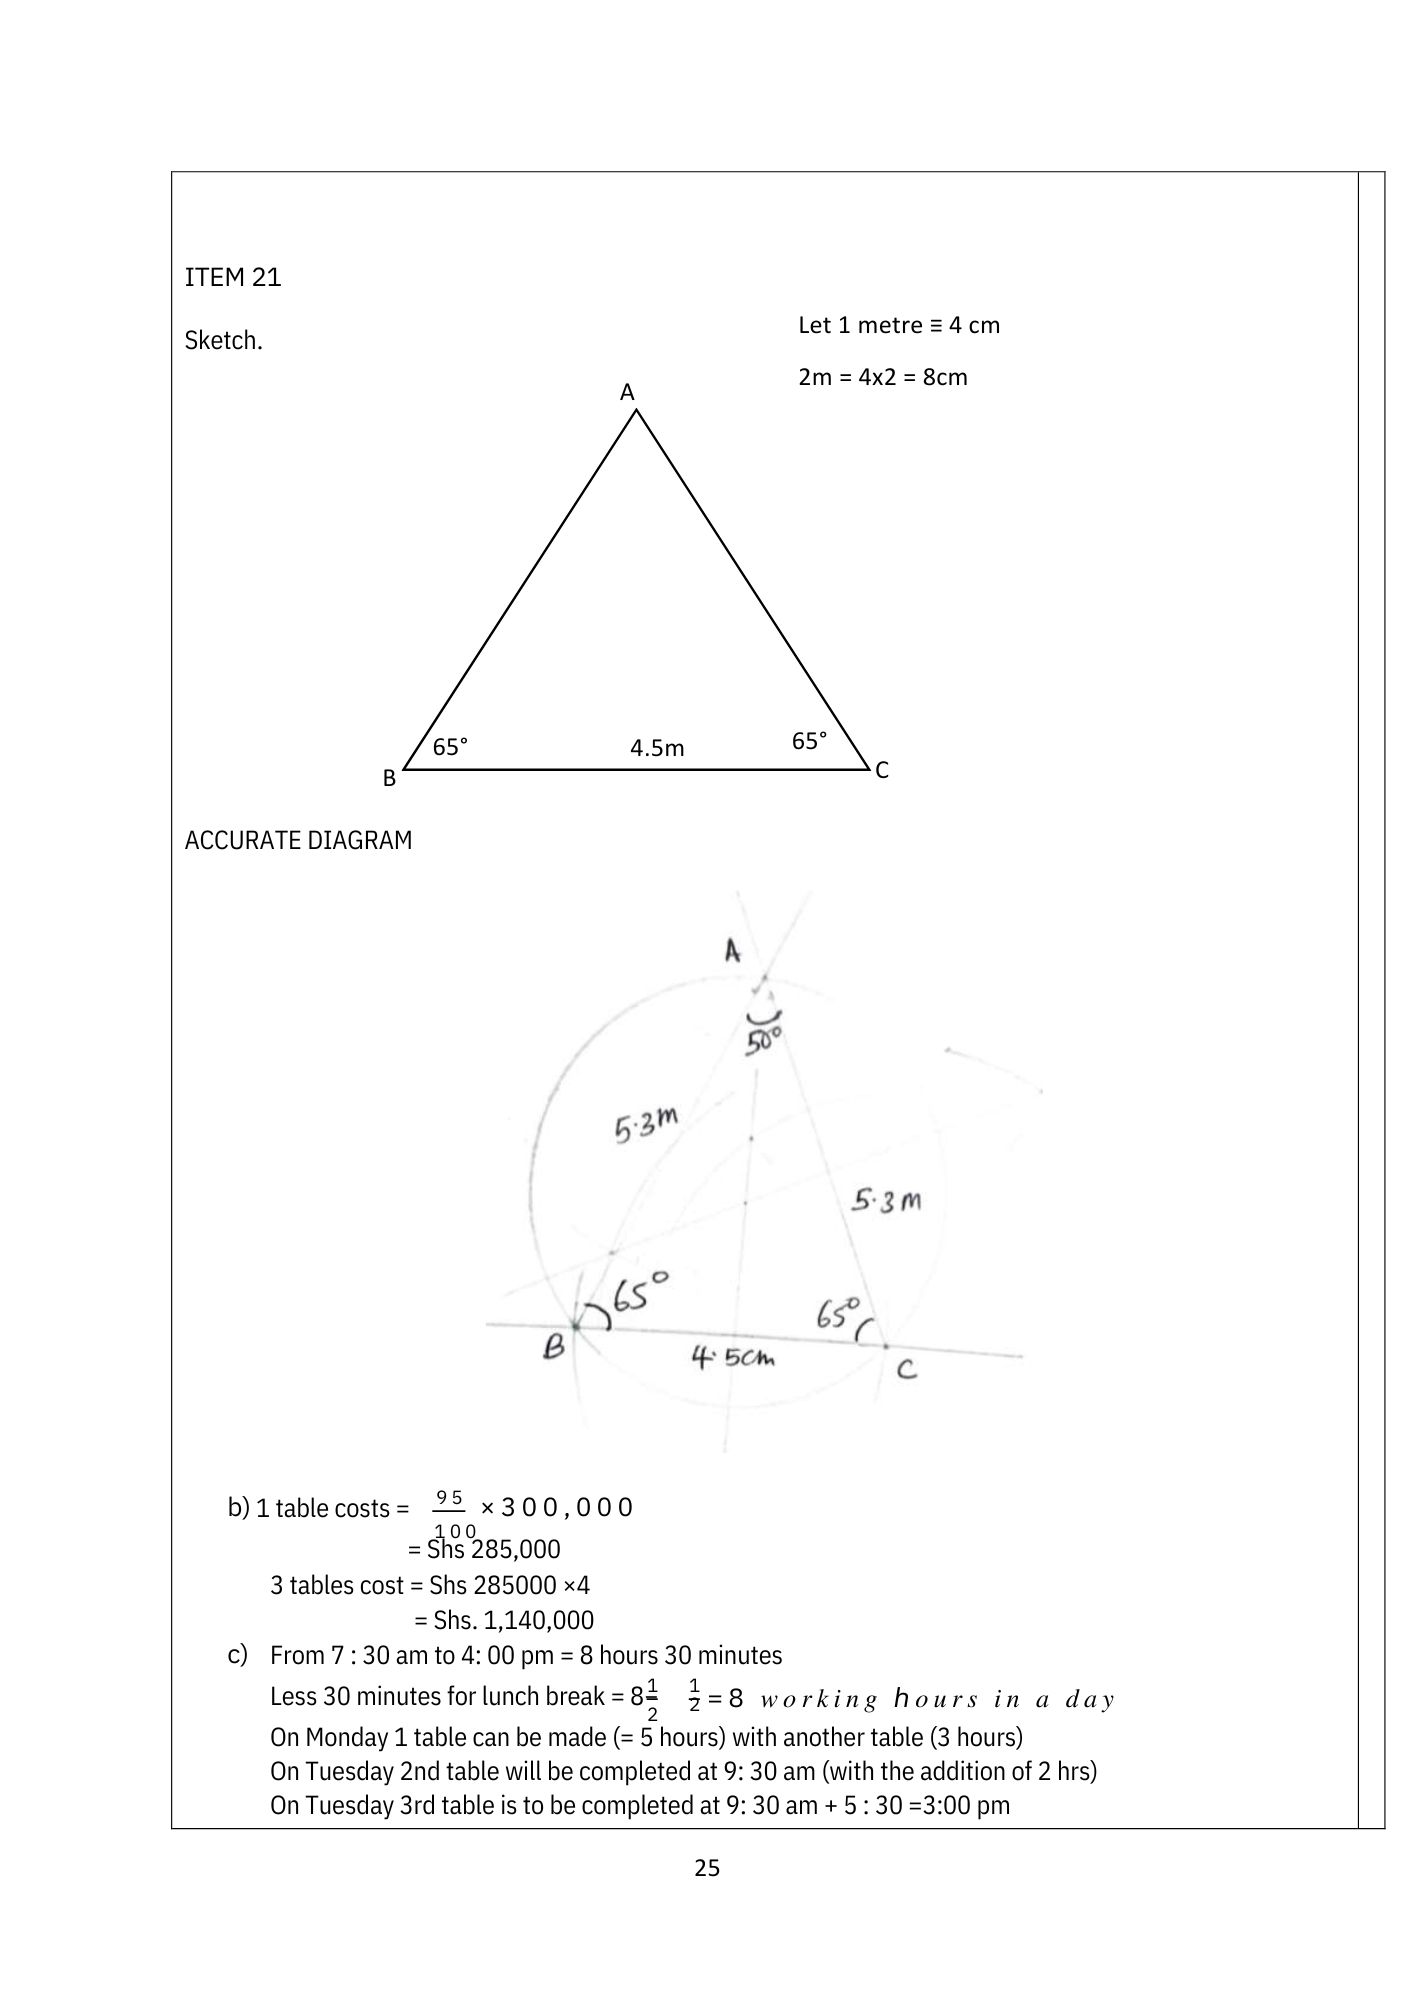 ITEM 21
Let 1 metre ≡ 4 cm
Sketch.
2m = 4x2 = 8cm
A
65°
4.5m
65°
B
C
ACCURATE DIAGRAM
A
50°
5.3m
5.3m
65°
65°
B
4.5cm
C
b) 1 table costs = 95/100 × 300,000
= Shs 285,000
3 tables cost = Shs 285000 ×4
= Shs. 1,140,000
c) From 7 : 30 am to 4: 00 pm = 8 hours 30 minutes
Less 30 minutes for lunch break = 8 1/2 1/2 = 8 working hours in a day
On Monday 1 table can be made (= 5 hours) with another table (3 hours)
On Tuesday 2nd table will be completed at 9: 30 am (with the addition of 2 hrs)
On Tuesday 3rd table is to be completed at 9: 30 am + 5 : 30 =3:00 pm
25